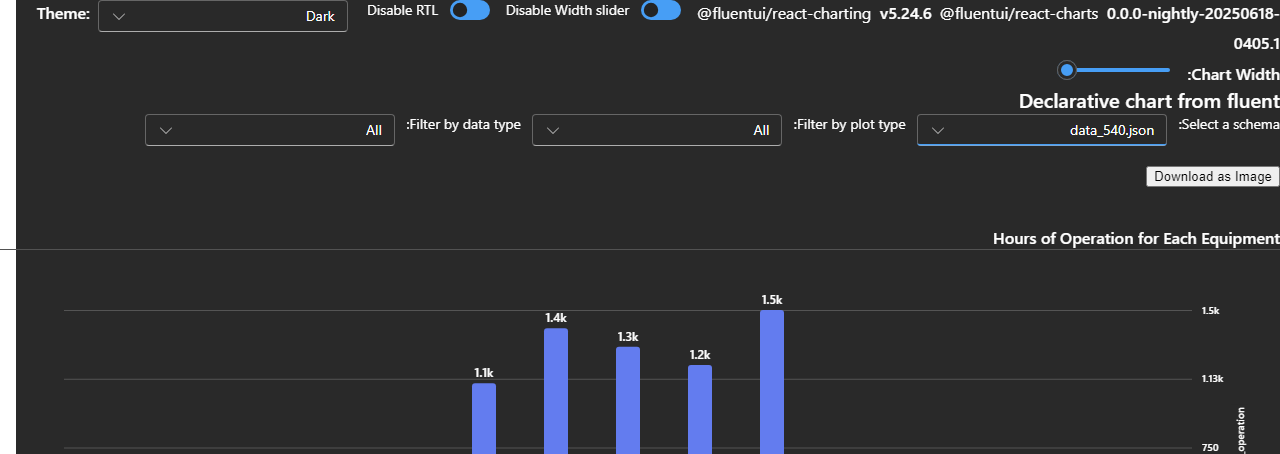 Theme:
Dark
Disable RTL
Disable Width slider
@fluentui/react-charting v5.24.6 @fluentui/react-charts 0.0.0-nightly-20250618-
0405.1
:Chart Width
Declarative chart from fluent
:Select a schema
data_540.json
:Filter by plot type
All
:Filter by data type
All
Download as Image
Hours of Operation for Each Equipment
1.5k
1.4k
1.3k
1.2k
1.1k
1.5k
1.13k
750
_operation